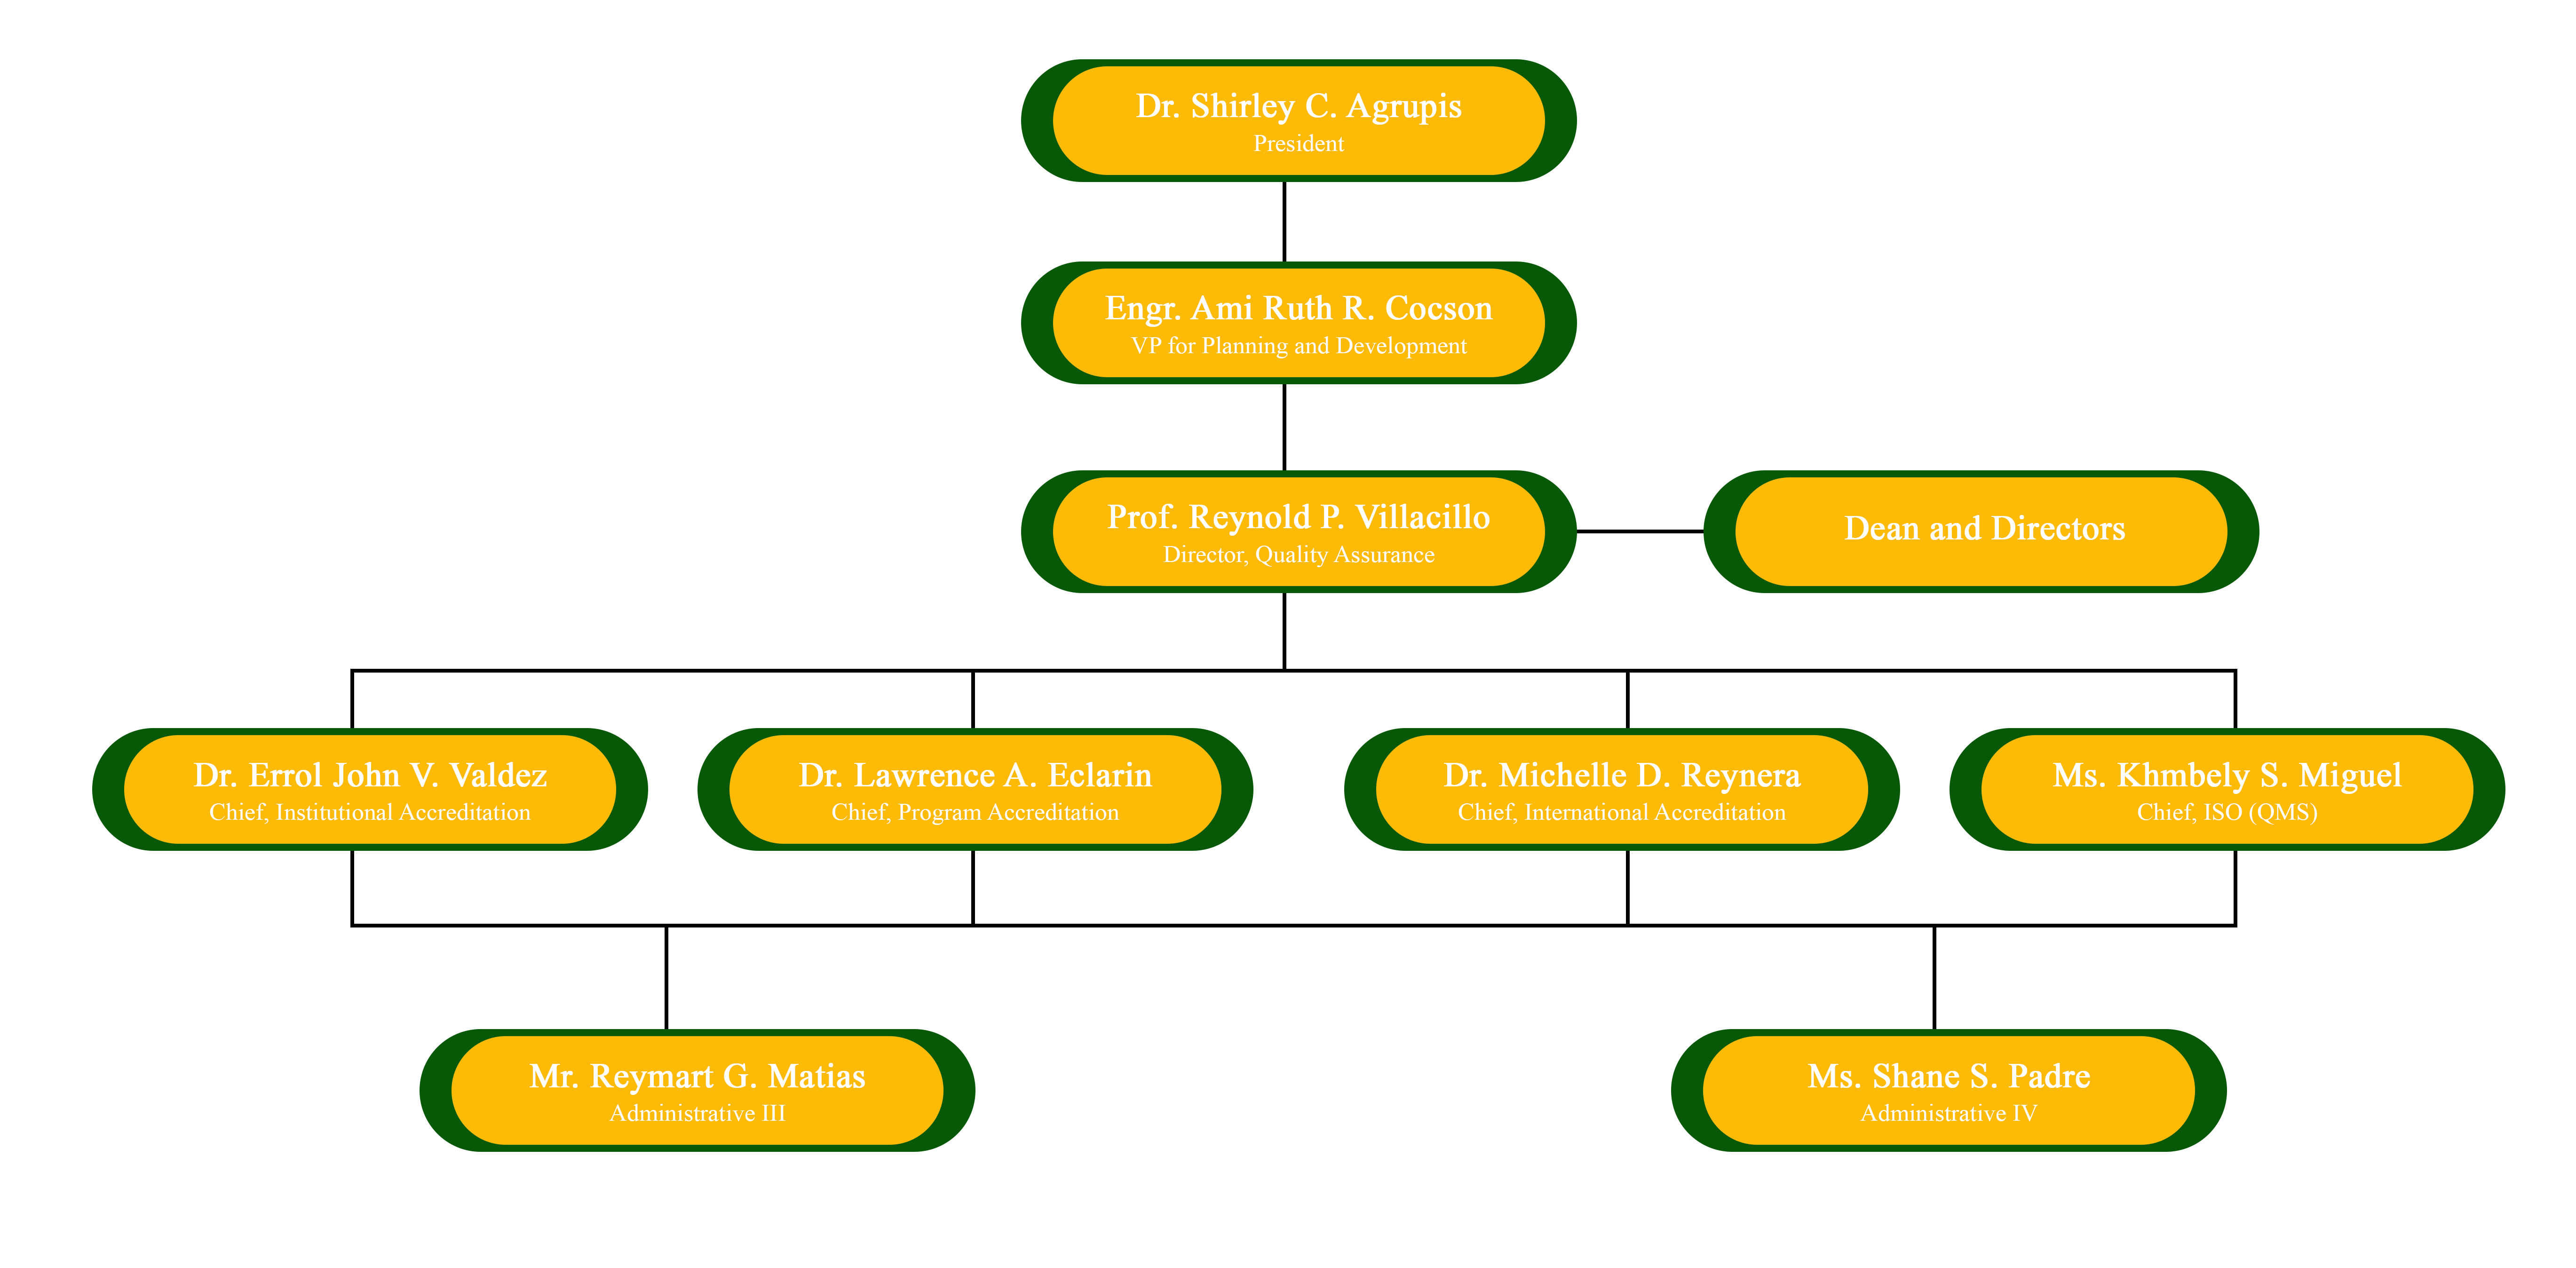 Dr. Shirley C. Agrupis
President
Engr. Ami Ruth R. Cocson
VP for Planning and Development
Prof. Reynold P. Villacillo
Director, Quality Assurance
Dean and Directors
Dr. Errol John V. Valdez
Chief, Institutional Accreditation
Dr. Lawrence A. Eclarin
Chief, Program Accreditation
Dr. Michelle D. Reynera
Chief, International Accreditation
Ms. Khmbely S. Miguel
Chief, ISO (QMS)
Mr. Reymart G. Matias
Administrative III
Ms. Shane S. Padre
Administrative IV